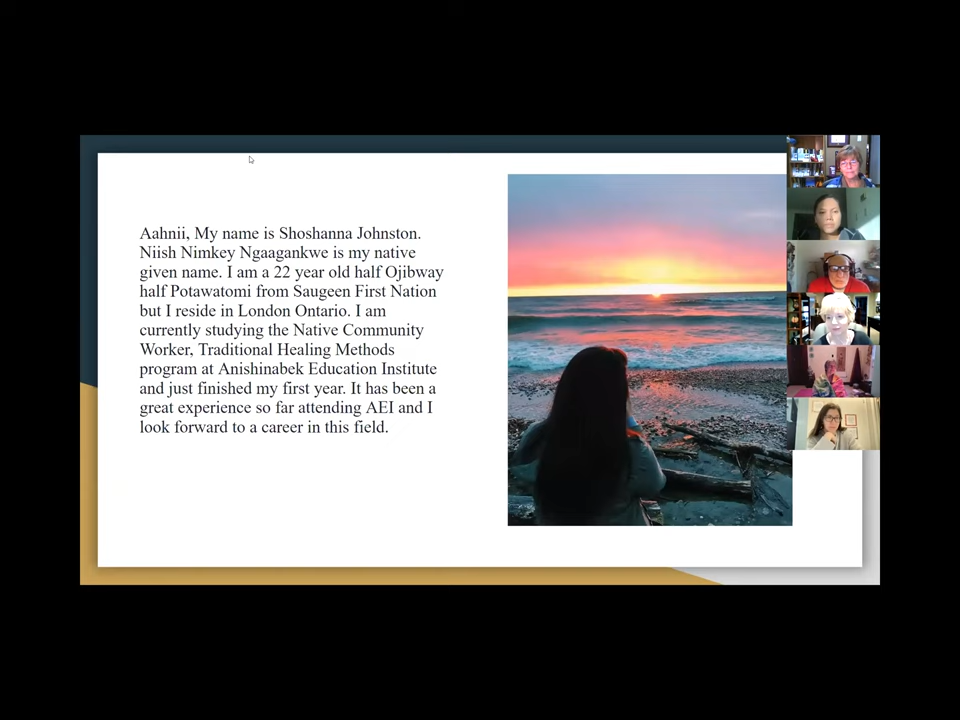 Aahnii, My name is Shoshanna Johnston.
Niish Nimkey Ngaagankwe is my native
given name. I am a 22 year old half Ojibway
half Potawatomi from Saugeen First Nation
but I reside in London Ontario. I am
currently studying the Native Community
Worker, Traditional Healing Methods
program at Anishinabek Education Institute
and just finished my first year. It has been a
great experience so far attending AEI and I
look forward to a career in this field.